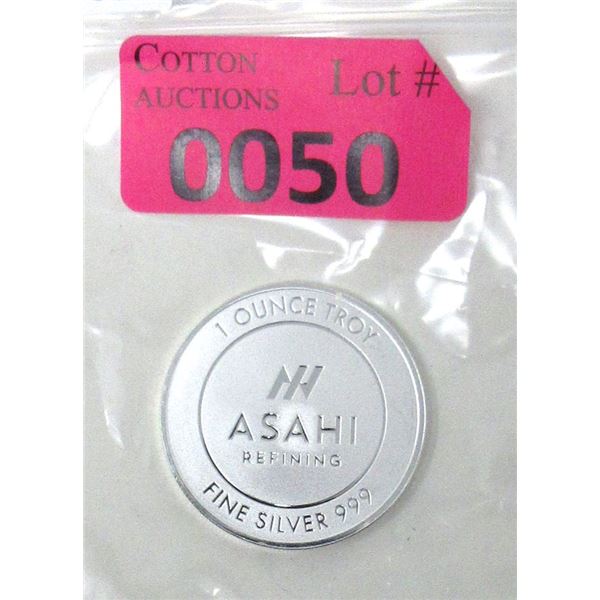 COTTON
AUCTIONS
Lot #
0050
1 OUNCE TROY
ASAHI
REFINING
FINE SILVER 999